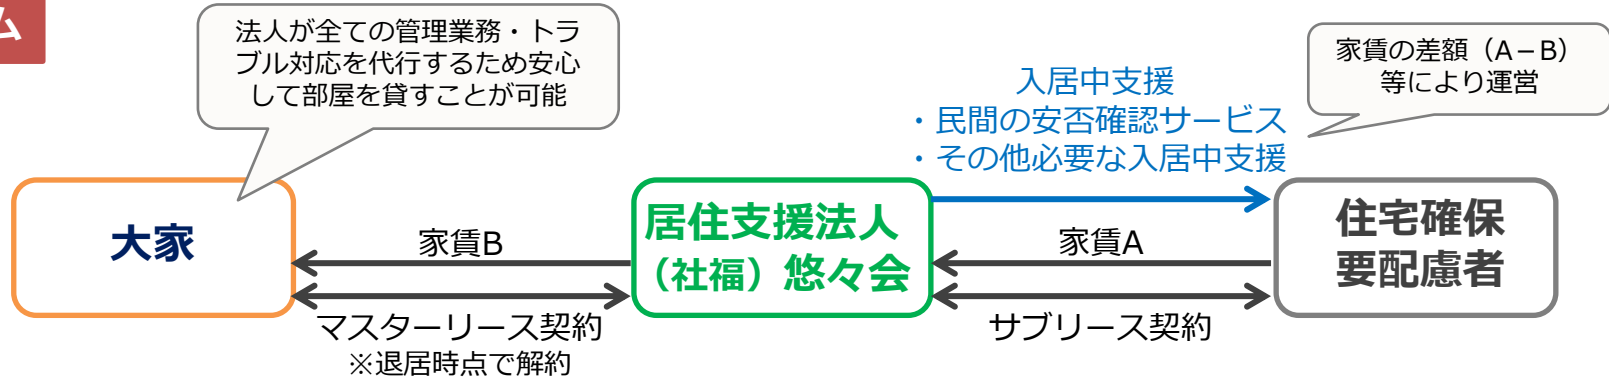 ム
法人が全ての管理業務・トラ
ブル対応を代行するため安心
して部屋を貸すことが可能
家賃の差額（A－B）
等により運営
入居中支援
・民間の安否確認サービス
・その他必要な入居中支援
大家
家賃B
マスターリース契約
※退居時点で解約
居住支援法人
（社福）悠々会
家賃A
サブリース契約
住宅確保
要配慮者